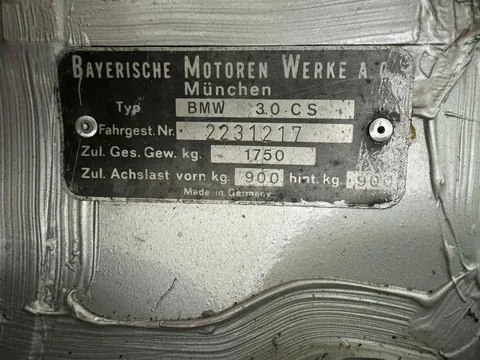 BAYERISCHE MOTOREN WERKE A.G.
München
Typ BMW 3.0 CS
Fahrgest. Nr. 2231217
Zul. Ges. Gew. kg. 1750
Zul. Achslast vorn kg. 900 hint. kg. 900
Made in Germany